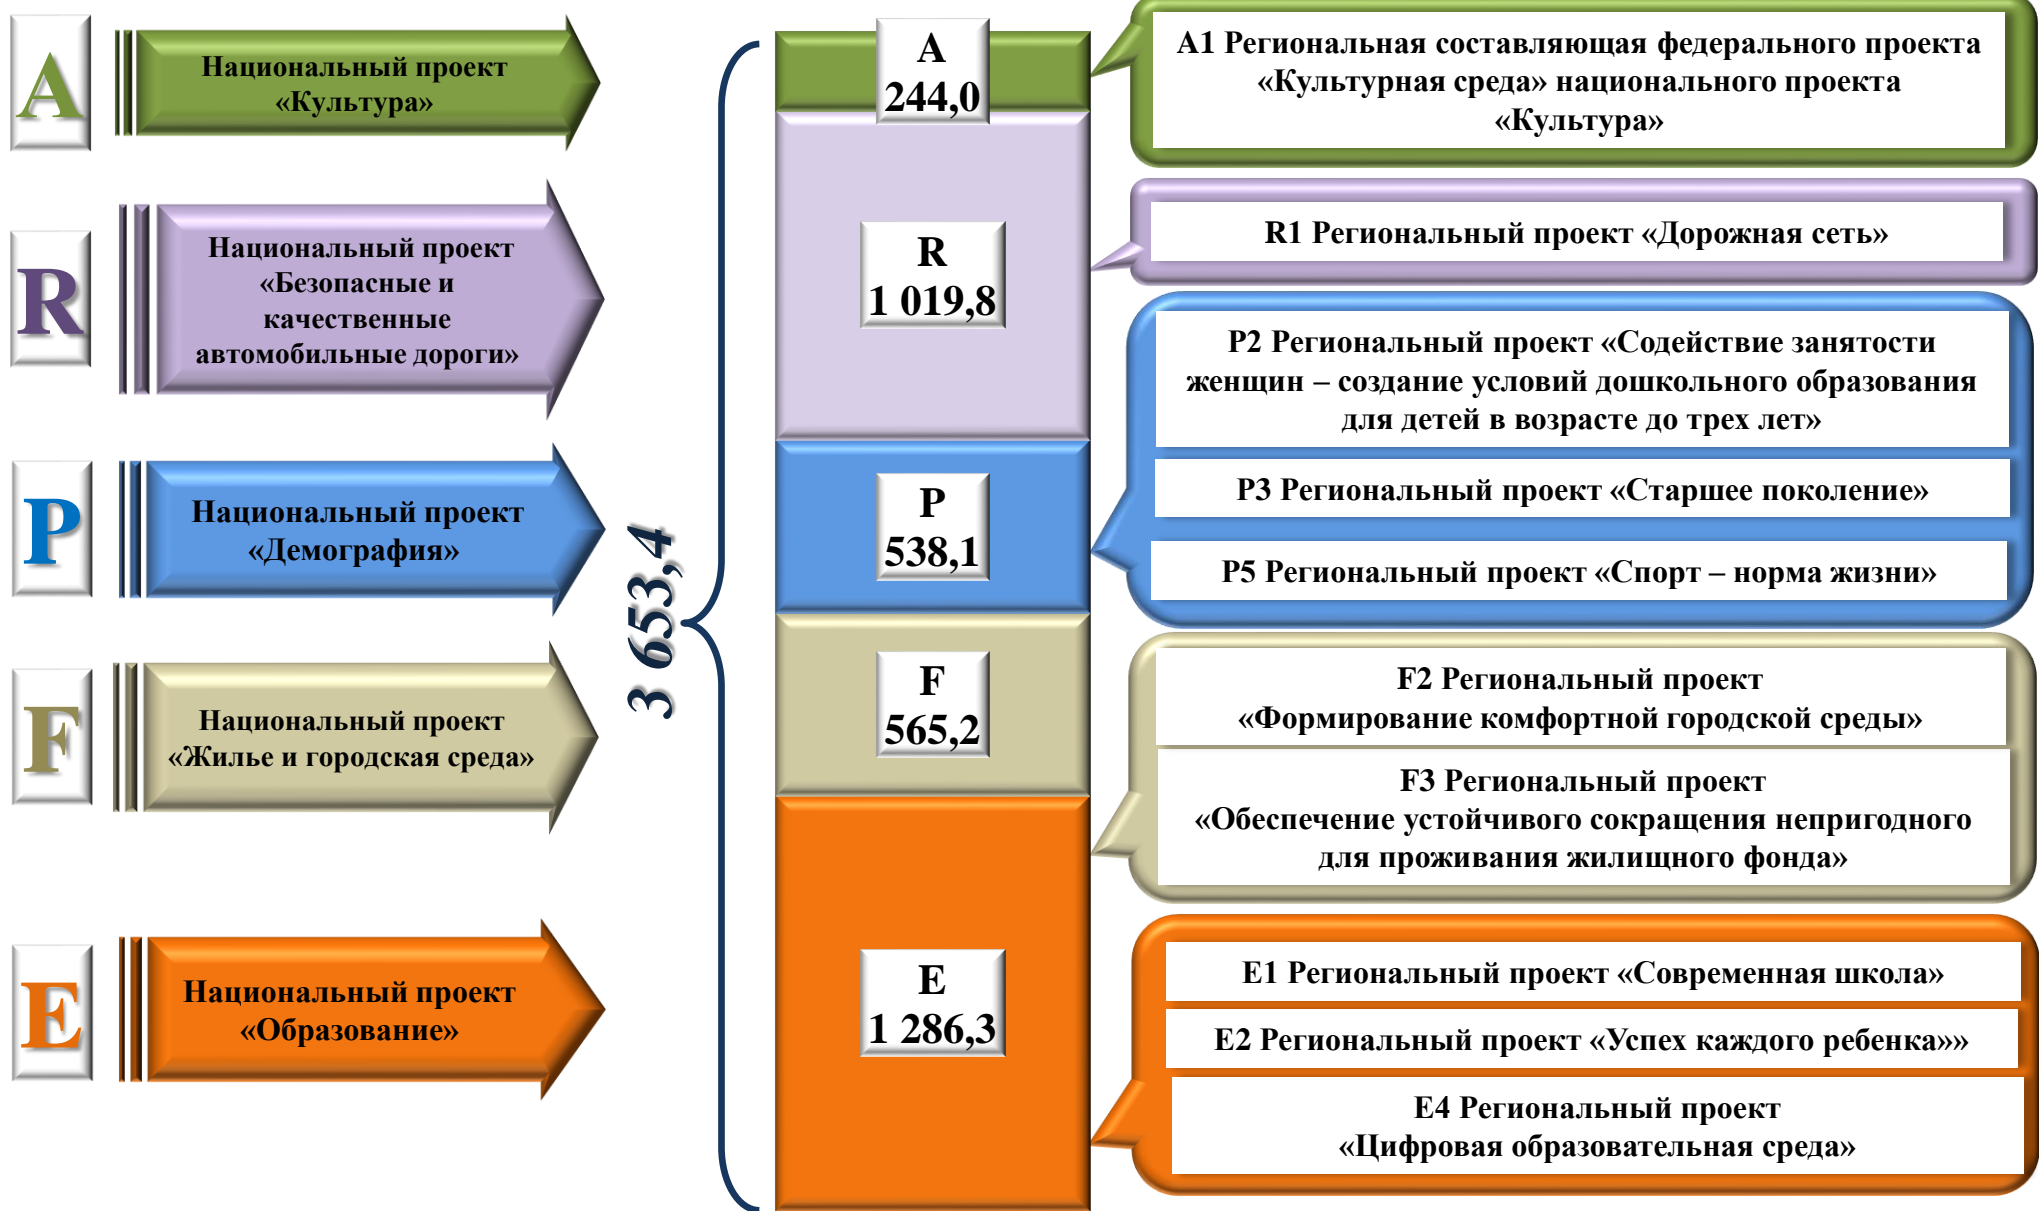 A
Национальный проект
«Культура»
R
Национальный проект
«Безопасные и
качественные
автомобильные дороги»
P
Национальный проект
«Демография»
F
Национальный проект
«Жилье и городская среда»
E
Национальный проект
«Образование»
3 653,4
A
244,0
R
1 019,8
P
538,1
F
565,2
E
1 286,3
A1 Региональная составляющая федерального проекта
«Культурная среда» национального проекта
«Культура»
R1 Региональный проект «Дорожная сеть»
P2 Региональный проект «Содействие занятости
женщин – создание условий дошкольного образования
для детей в возрасте до трех лет»
P3 Региональный проект «Старшее поколение»
P5 Региональный проект «Спорт – норма жизни»
F2 Региональный проект
«Формирование комфортной городской среды»
F3 Региональный проект
«Обеспечение устойчивого сокращения непригодного
для проживания жилищного фонда»
E1 Региональный проект «Современная школа»
E2 Региональный проект «Успех каждого ребенка»»
E4 Региональный проект
«Цифровая образовательная среда»